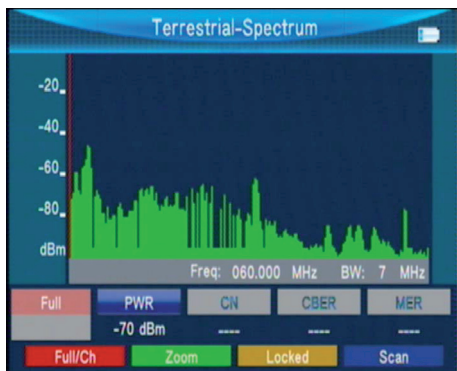 Terrestrial-Spectrum
-20
-40
-60
-80
dBm
Freq: 060.000 MHz BW: 7 MHz
Full PWR CN CBER MER
-70 dBm ---- ---- ----
Full/Ch Zoom Locked Scan